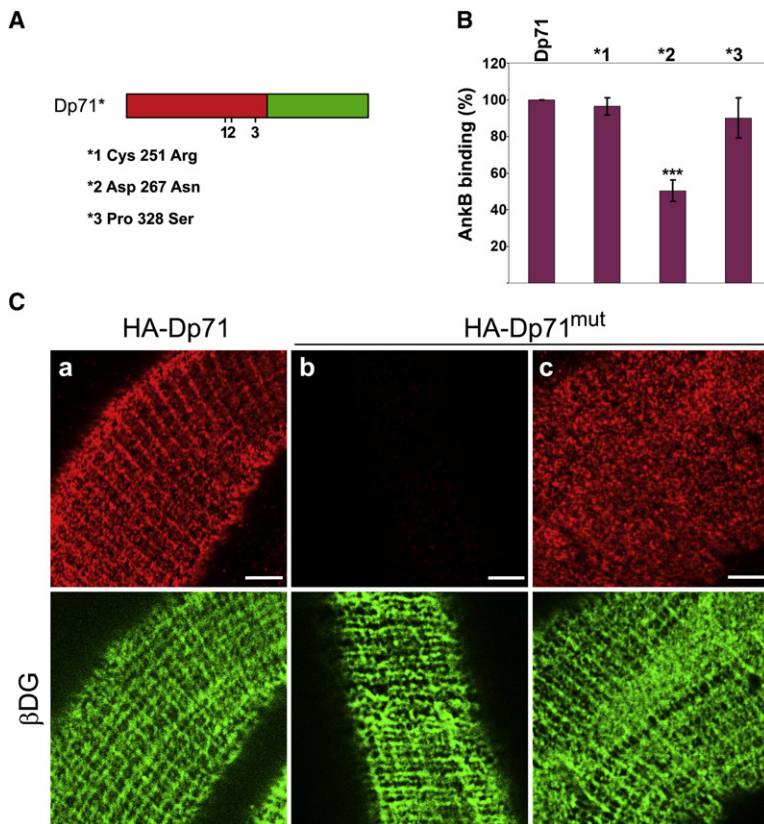 A
Dp71*
12 3
*1 Cys 251 Arg
*2 Asp 267 Asn
*3 Pro 328 Ser
B
Dp71 *1 *2 *3
AnkB binding (%)
120
100
80
60
40
20
***
C
HA-Dp71 HA-Dp71mut
a b c
βDG